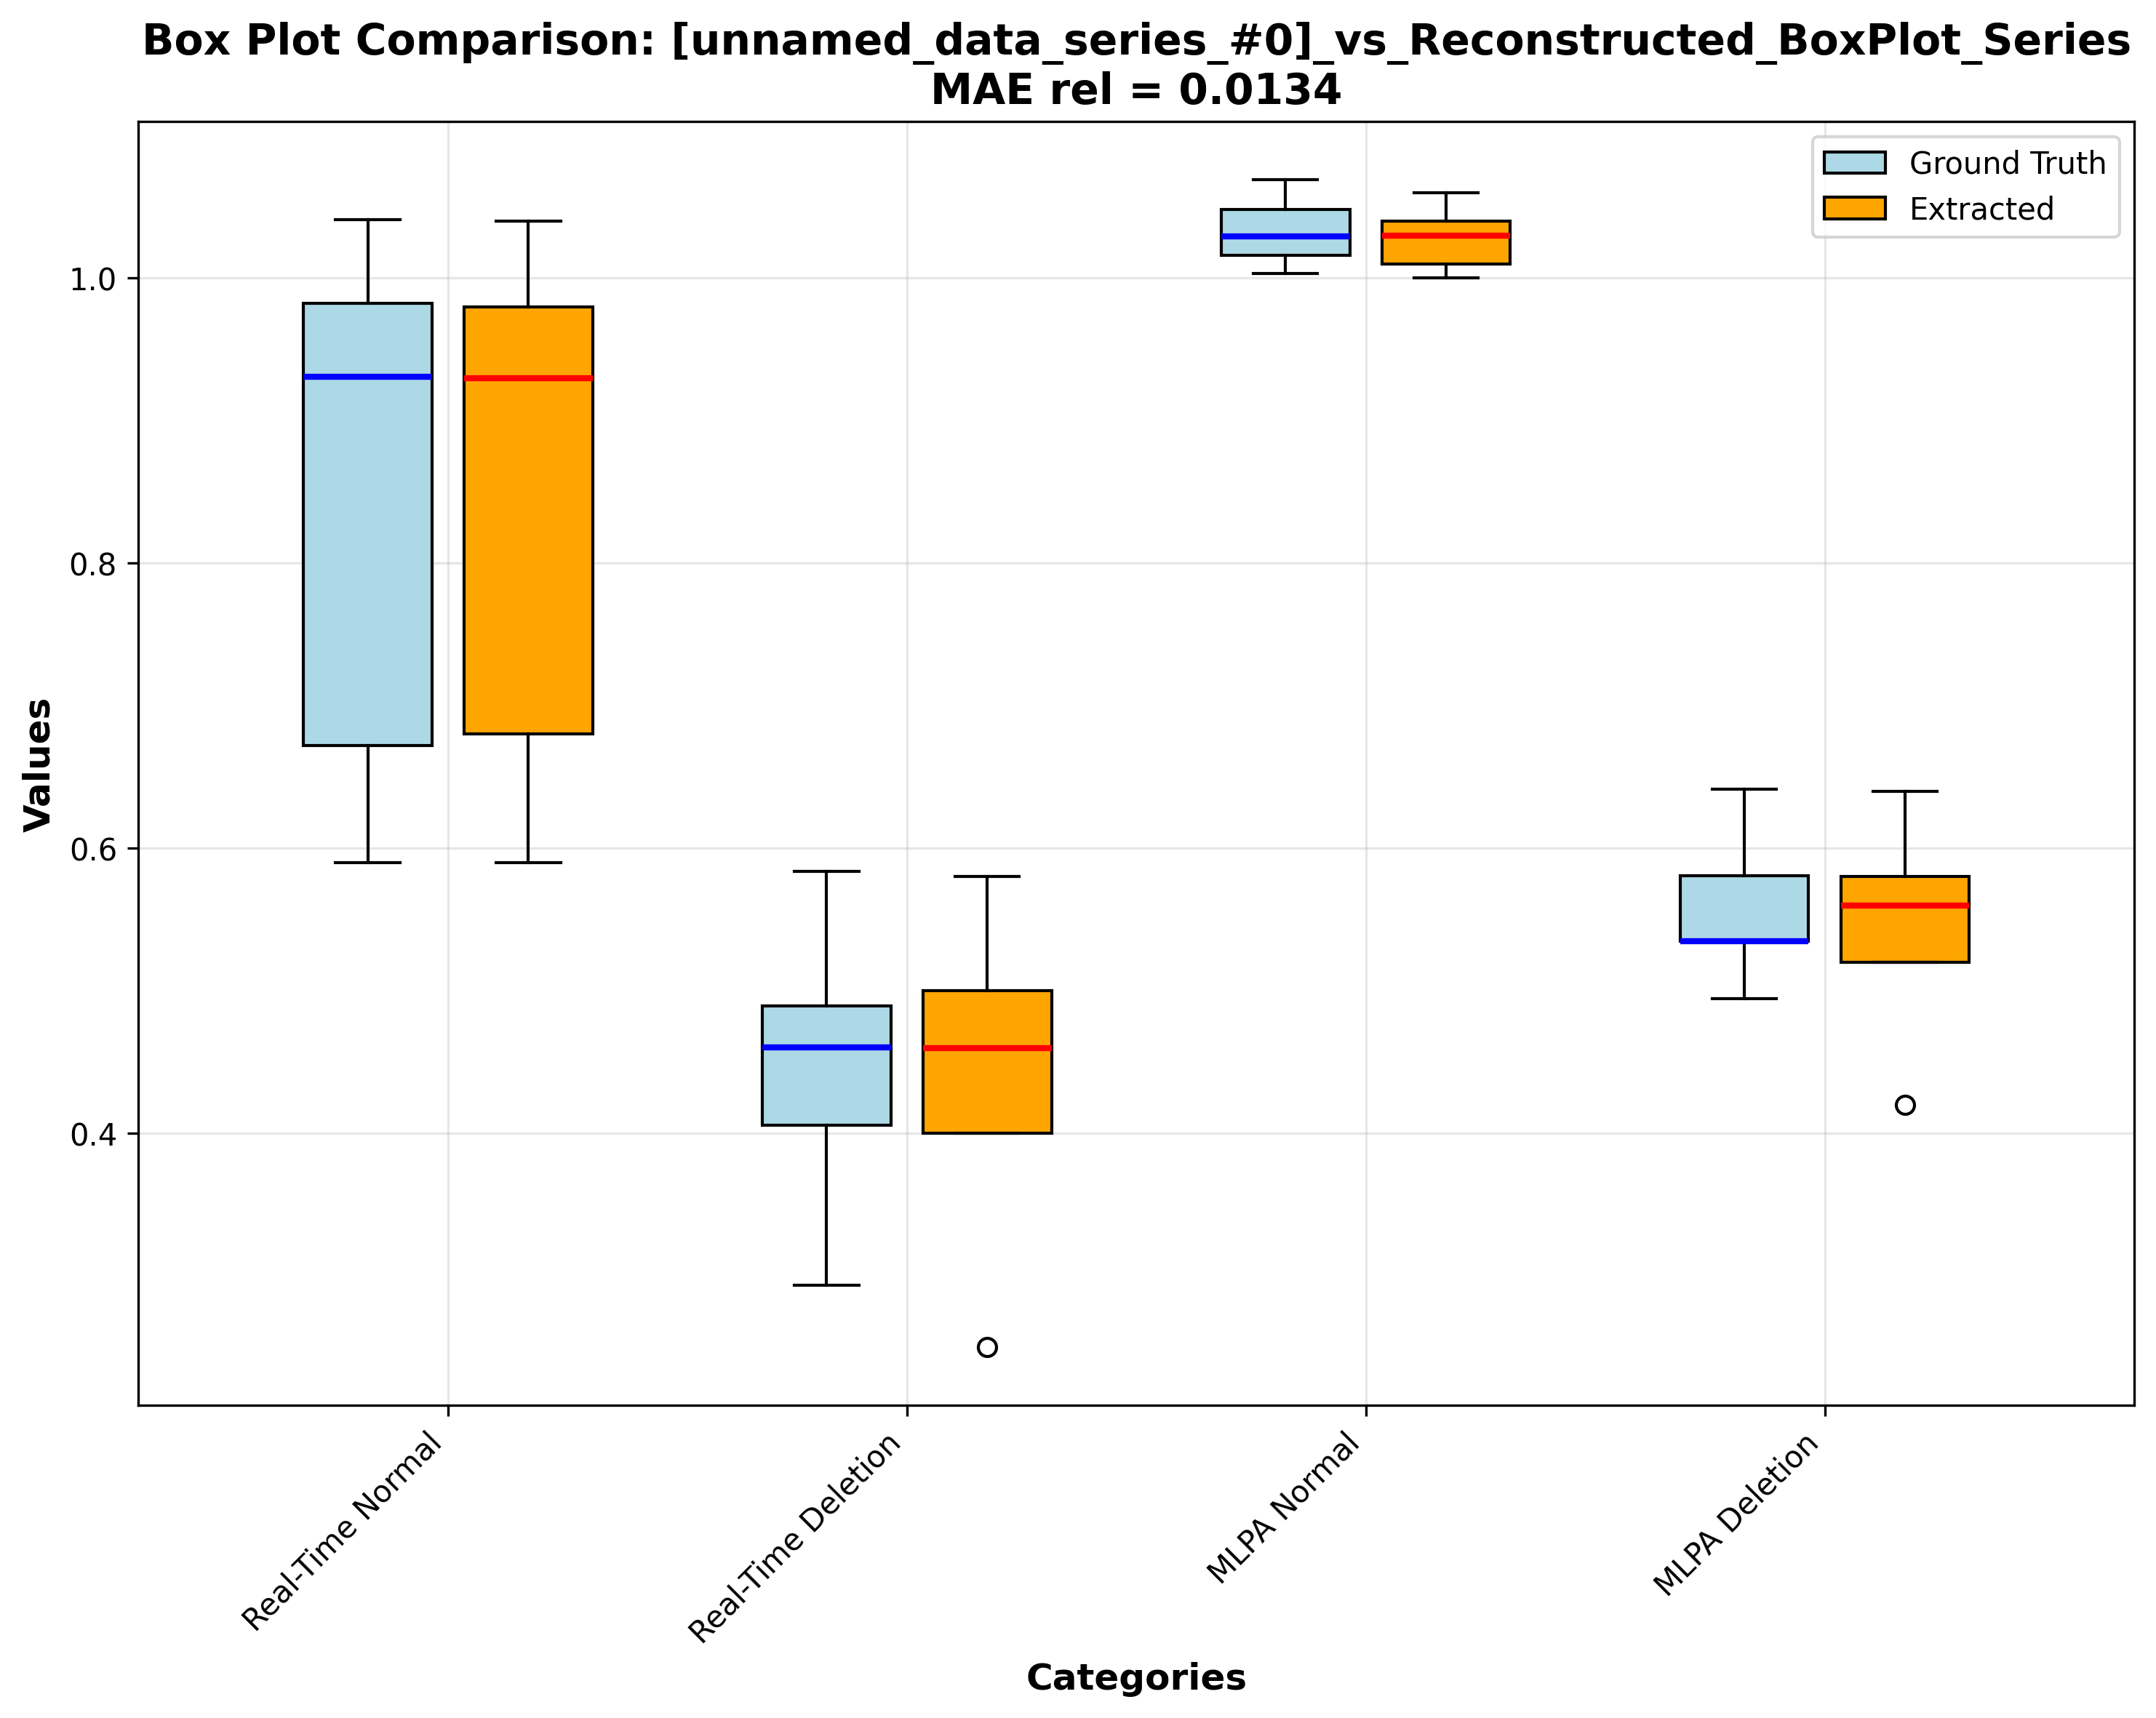 Box Plot Comparison: [unnamed_data_series_#0]_vs_Reconstructed_BoxPlot_Series
MAE rel = 0.0134
Ground Truth
Extracted
1.0
0.8
0.6
0.4
Values
Real-Time Normal
Real-Time Deletion
MLPA Normal
MLPA Deletion
Categories